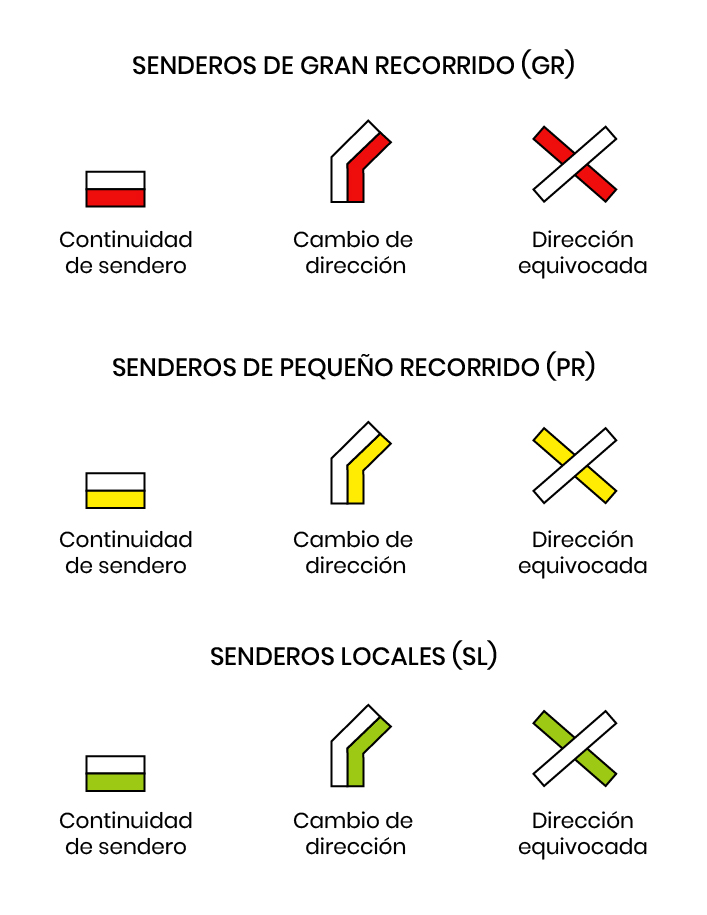 SENDEROS DE GRAN RECORRIDO (GR)
Continuidad
de sendero
Cambio de
dirección
Dirección
equivocada
SENDEROS DE PEQUEÑO RECORRIDO (PR)
Continuidad
de sendero
Cambio de
dirección
Dirección
equivocada
SENDEROS LOCALES (SL)
Continuidad
de sendero
Cambio de
dirección
Dirección
equivocada